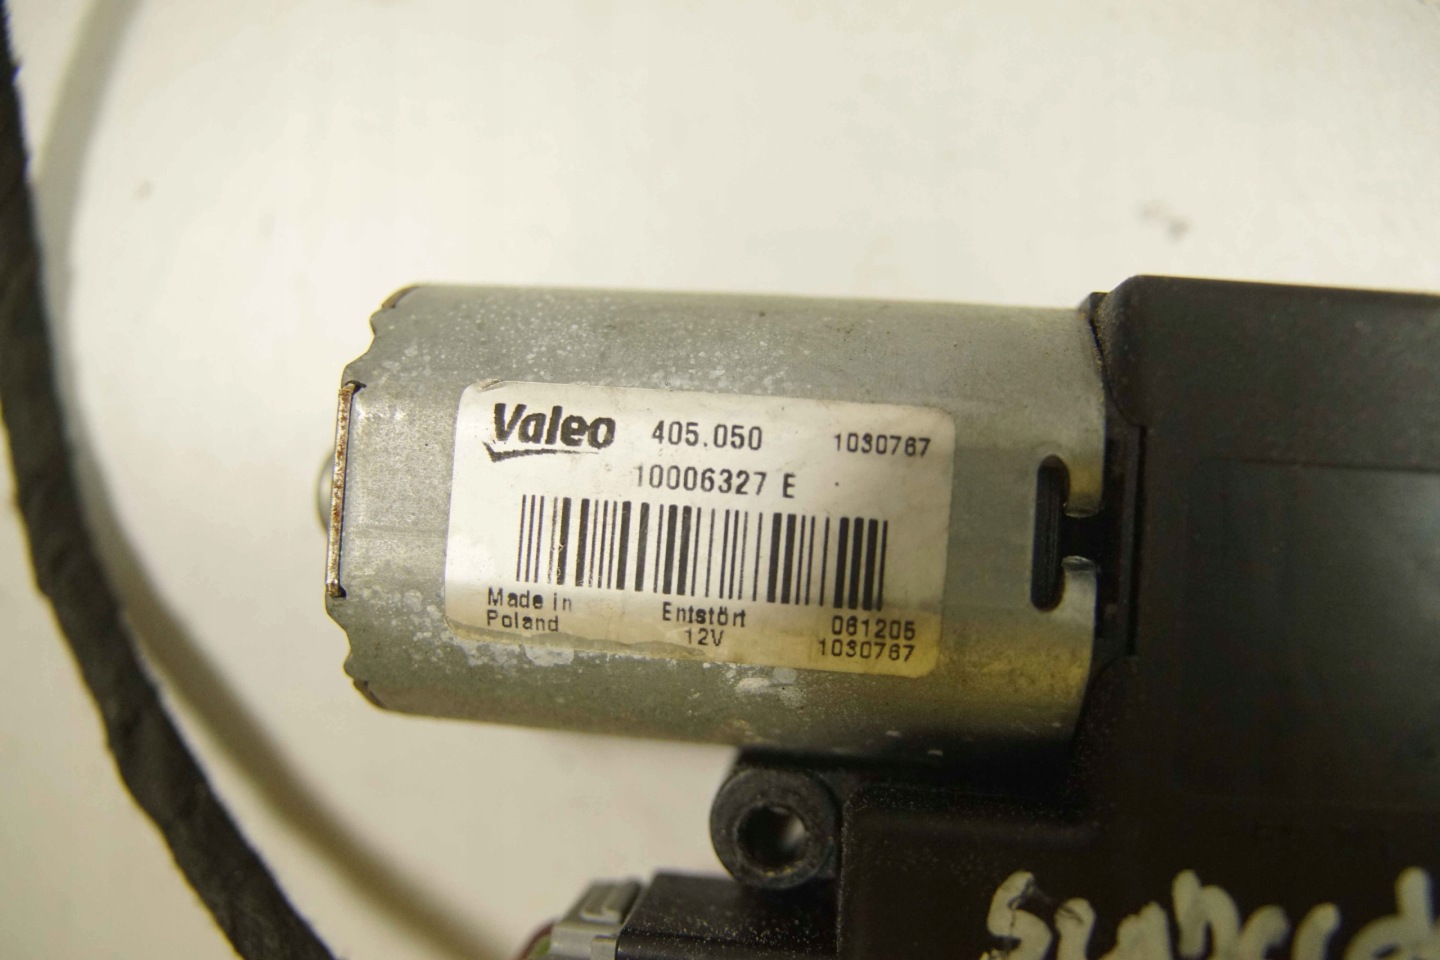 Valeo 405.050 1030767
10006327 E
Made in Entstört 061205
Poland 12V 1030767